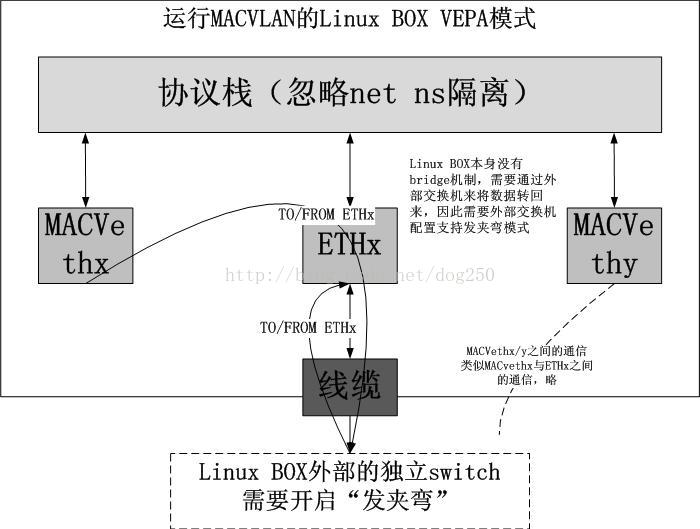 运行MACVLAN的Linux BOX VEPA模式
协议栈（忽略net ns隔离）
Linux BOX本身没有
bridge机制，需要通过外
部交换机来将数据转回
来，因此需要外部交换机
配置支持发夹弯模式
MACVe
thx
TO/FROM ETHx
ETHx
MACVe
thy
TO/FROM ETHx
MACVethx/y之间的通信
类似MACvethx与ETHx之间
的通信，略
线缆
Linux BOX外部的独立switch
需要开启“发夹弯”